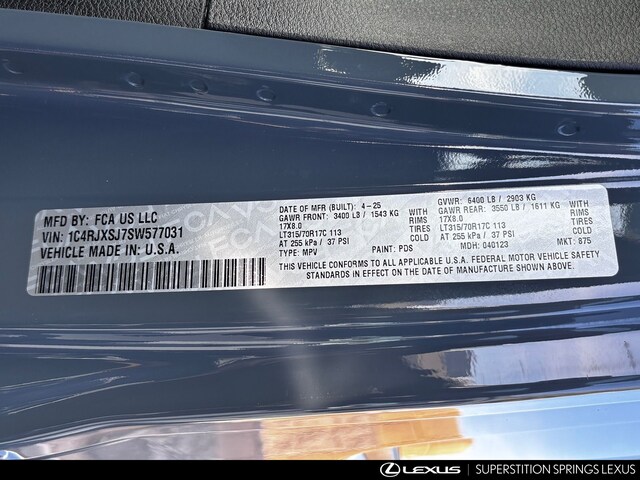 MFD BY: FCA US LLC
VIN: 1C4RJXSJ7SW577031
VEHICLE MADE IN: U.S.A.
DATE OF MFR (BUILT): 4-25
GAWR FRONT: 3400 LB / 1543 KG WITH
17X8.0 RIMS
LT315/70R17C 113 TIRES
AT 255 kPa / 37 PSI COLD
TYPE: MPV PAINT: PDS
GVWR: 6400 LB / 2903 KG
GAWR REAR: 3550 LB / 1611 KG WITH
17X8.0 RIMS
LT315/70R17C 113 TIRES
AT 255 kPa / 37 PSI COLD
MDH: 040123 MKT: 875
THIS VEHICLE CONFORMS TO ALL APPLICABLE U.S.A. FEDERAL MOTOR VEHICLE SAFETY
STANDARDS IN EFFECT ON THE DATE OF MANUFACTURE SHOWN ABOVE.
LEXUS | SUPERSTITION SPRINGS LEXUS